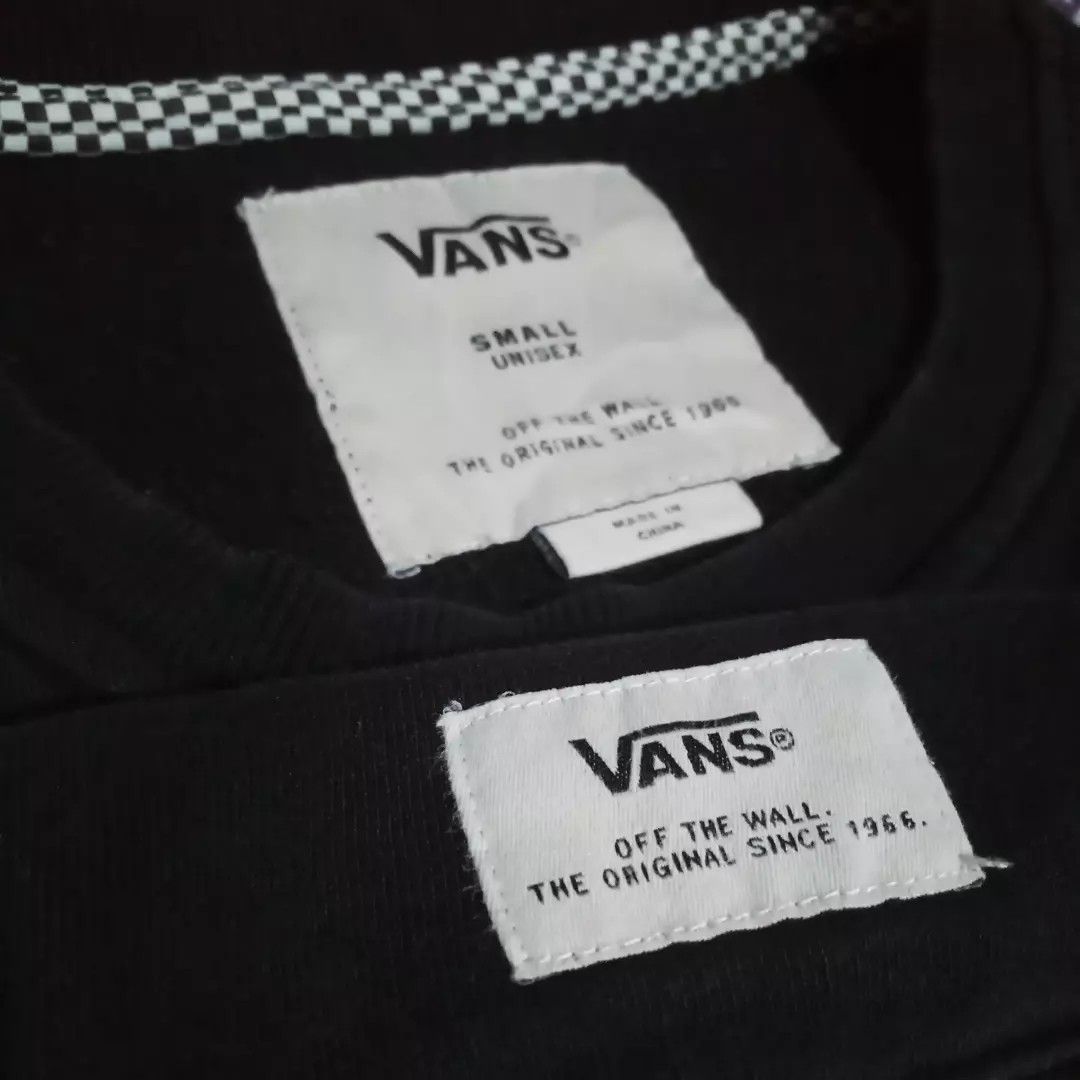 VANS®
SMALL
UNISEX
OFF THE WALL
THE ORIGINAL SINCE 1966
MADE IN
CHINA
VANS®
OFF THE WALL.
THE ORIGINAL SINCE 1966.